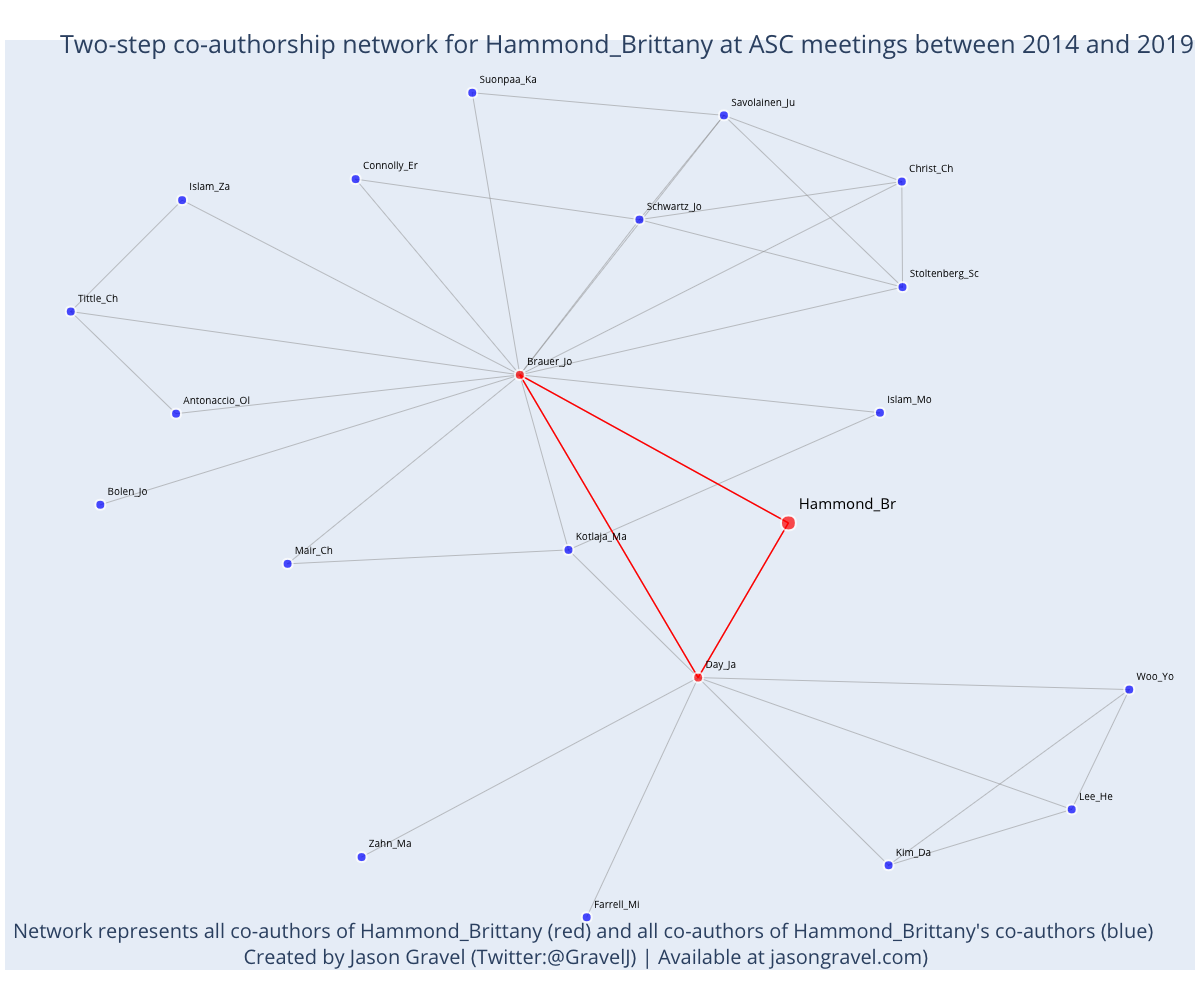 Two-step co-authorship network for Hammond_Brittany at ASC meetings between 2014 and 2019
Suonpaa_Ka
Savolainen_Ju
Connolly_Er
Christ_Ch
Islam_Za
Schwartz_Jo
Stoltenberg_Sc
Tittle_Ch
Brauer_Jo
Antonaccio_Ol
Islam_Mo
Bolen_Jo
Hammond_Br
Mair_Ch
Kotlaja_Ma
Day_Ja
Woo_Yo
Lee_He
Zahn_Ma
Kim_Da
Farrell_Mi
Network represents all co-authors of Hammond_Brittany (red) and all co-authors of Hammond_Brittany's co-authors (blue)
Created by Jason Gravel (Twitter:@GravelJ) | Available at jasongravel.com)